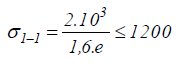 σ₁₋₁ = 2.10³ / 1,6.e ≤ 1200